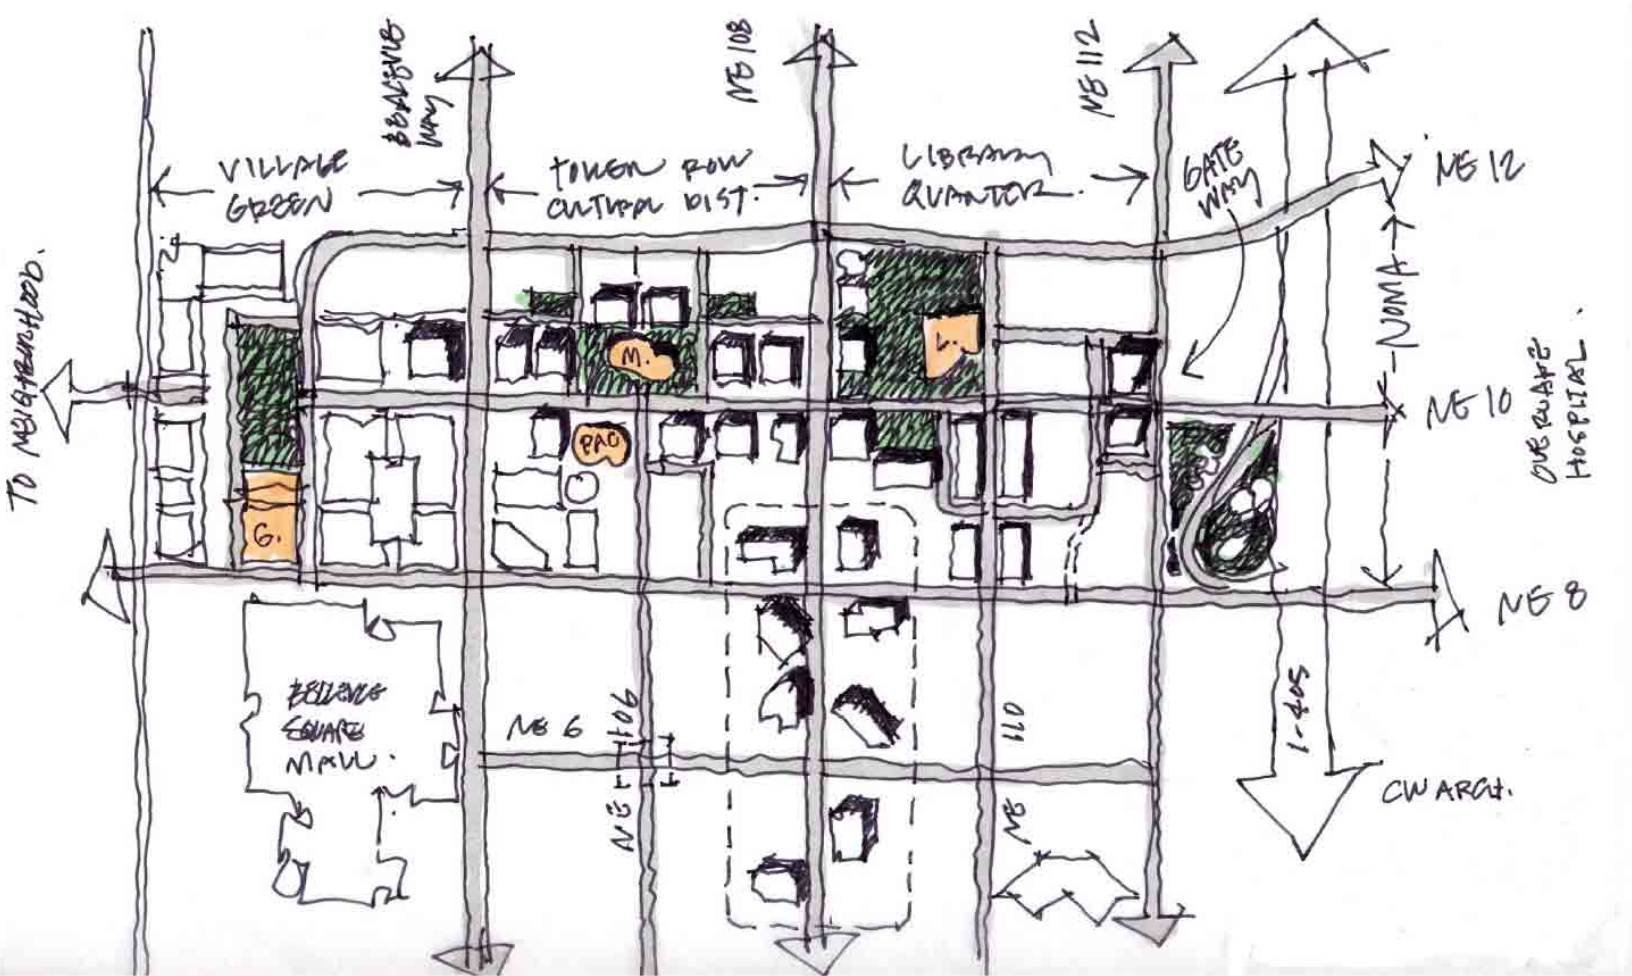 BELLEVUE
WAY
NE 108
NE 112
VILLAGE
GREEN
TOWER ROW
CULTURAL DIST.
LIBRARY
QUARTER.
GATE
WAY
NE 12
NOMA
TO NEIGHBORHOOD.
M.
L.
NE 10
OVERLAKE
HOSPITAL.
PAC
G.
NE 8
BELLEVUE
SQUARE
MALL.
NE 6
NE 106
NE 110
I-405
CW ARCH.